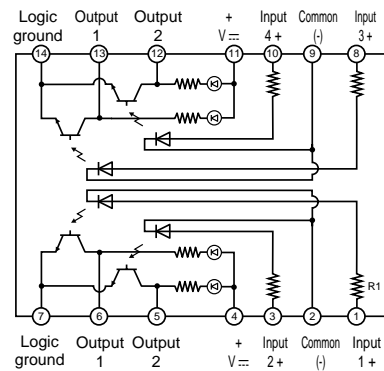 Logic Output Output + Input Common Input
ground 1 2 V⎓ 4 + (-) 3 +
14 13 12 11 10 9 8
R1
7 6 5 4 3 2 1
Logic Output Output + Input Common Input
ground 1 2 V⎓ 2 + (-) 1 +